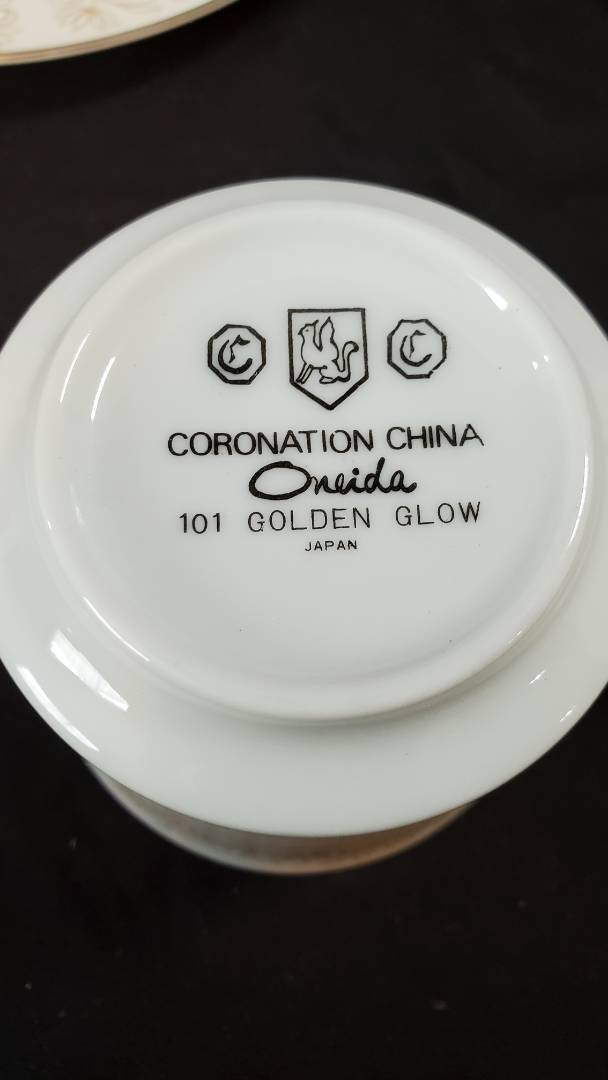 C C
CORONATION CHINA
Oneida
101 GOLDEN GLOW
JAPAN